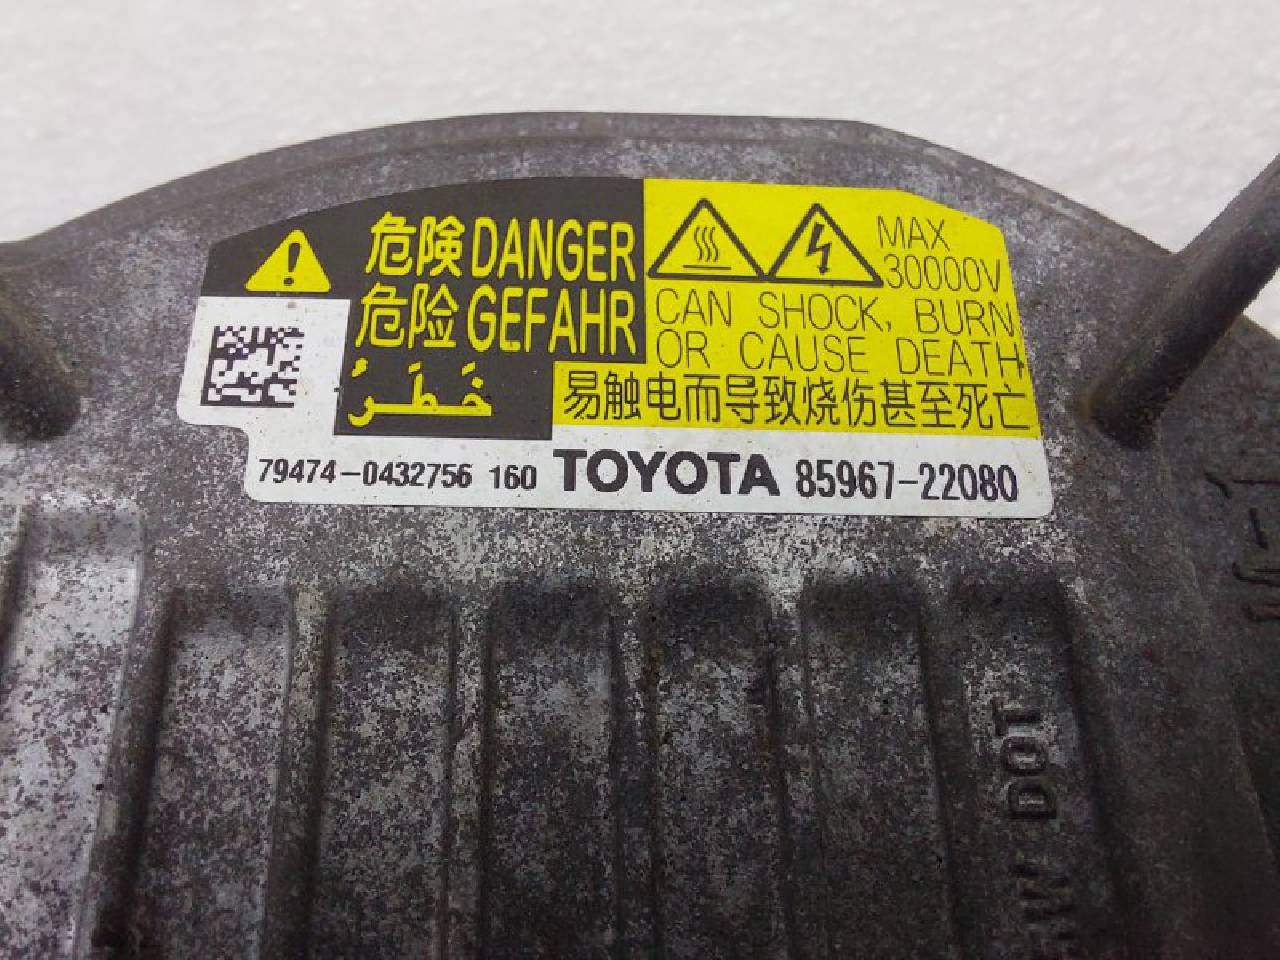 危険 DANGER
危险 GEFAHR
خَطَرٌ
MAX
30000V
CAN SHOCK, BURN
OR CAUSE DEATH.
易触电而导致烧伤甚至死亡
79474-0432756 160 TOYOTA 85967-22080
DOT